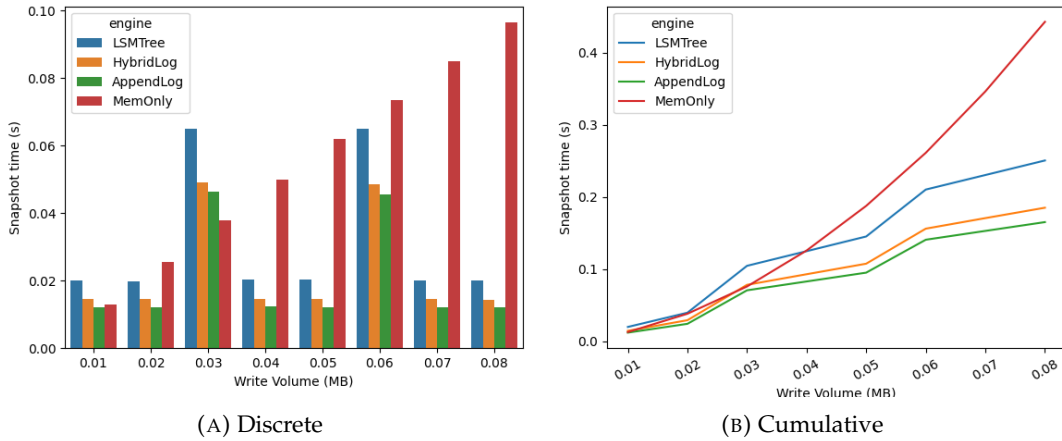 engine
LSMTree
HybridLog
AppendLog
MemOnly
Snapshot time (s)
0.10
0.08
0.06
0.04
0.02
0.00
0.01 0.02 0.03 0.04 0.05 0.06 0.07 0.08
Write Volume (MB)
(A) Discrete
engine
LSMTree
HybridLog
AppendLog
MemOnly
Snapshot time (s)
0.4
0.3
0.2
0.1
0.0
0.01 0.02 0.03 0.04 0.05 0.06 0.07 0.08
Write Volume (MB)
(B) Cumulative